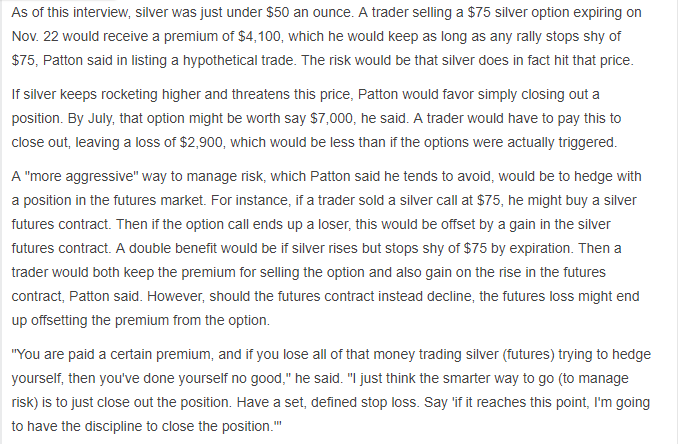 As of this interview, silver was just under $50 an ounce. A trader selling a $75 silver option expiring on
Nov. 22 would receive a premium of $4,100, which he would keep as long as any rally stops shy of
$75, Patton said in listing a hypothetical trade. The risk would be that silver does in fact hit that price.
If silver keeps rocketing higher and threatens this price, Patton would favor simply closing out a
position. By July, that option might be worth say $7,000, he said. A trader would have to pay this to
close out, leaving a loss of $2,900, which would be less than if the options were actually triggered.
A "more aggressive" way to manage risk, which Patton said he tends to avoid, would be to hedge with
a position in the futures market. For instance, if a trader sold a silver call at $75, he might buy a silver
futures contract. Then if the option call ends up a loser, this would be offset by a gain in the silver
futures contract. A double benefit would be if silver rises but stops shy of $75 by expiration. Then a
trader would both keep the premium for selling the option and also gain on the rise in the futures
contract, Patton said. However, should the futures contract instead decline, the futures loss might end
up offsetting the premium from the option.
"You are paid a certain premium, and if you lose all of that money trading silver (futures) trying to hedge
yourself, then you've done yourself no good," he said. "I just think the smarter way to go (to manage
risk) is to just close out the position. Have a set, defined stop loss. Say 'if it reaches this point, I'm going
to have the discipline to close the position.'"